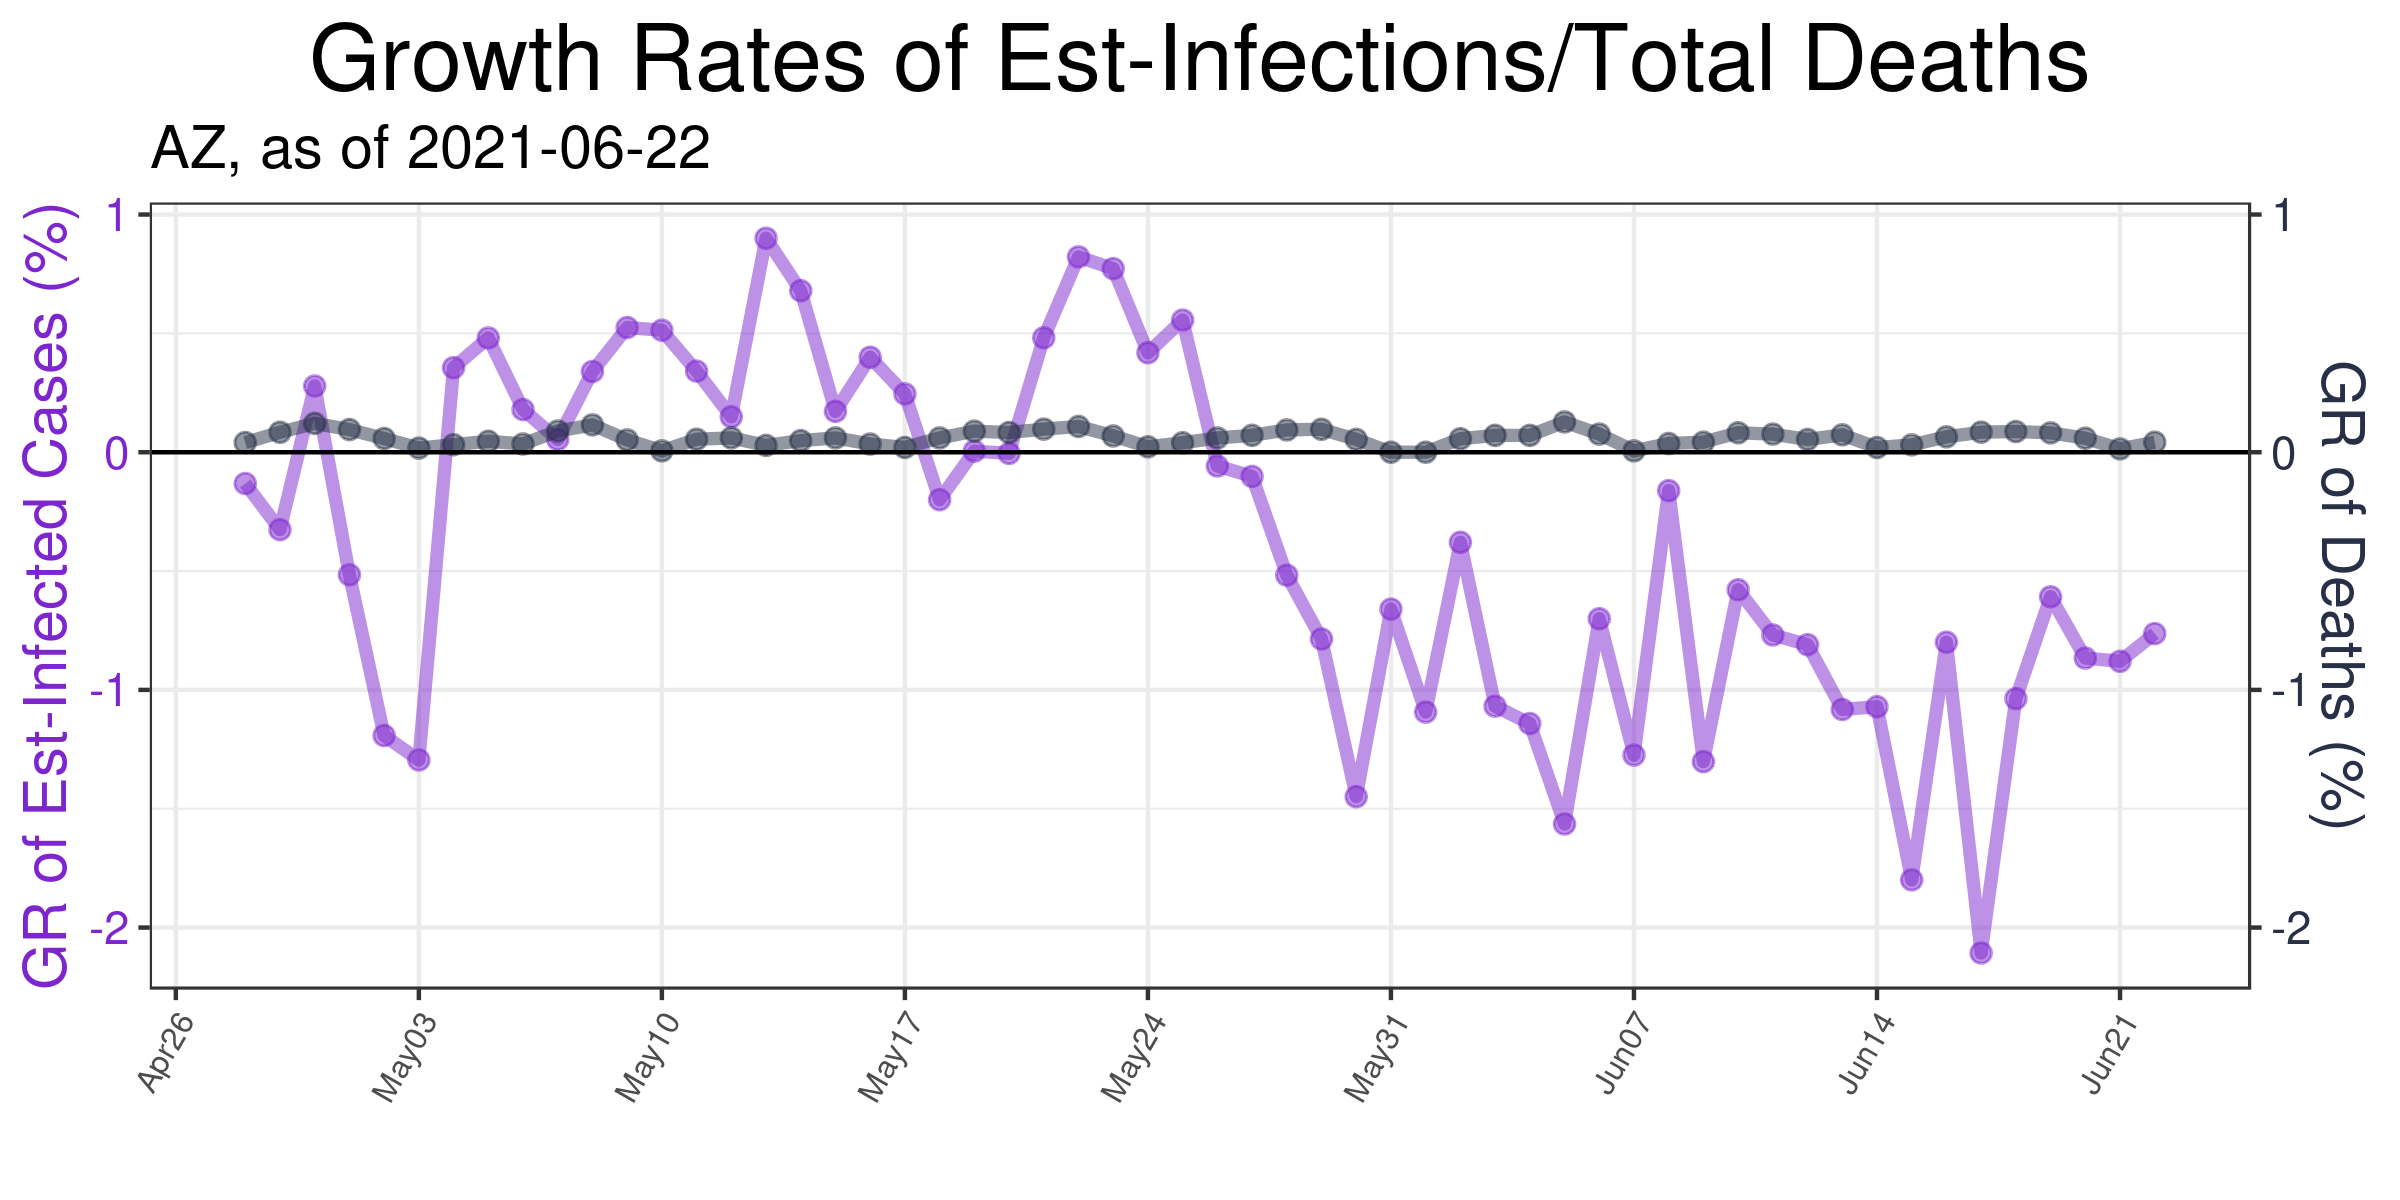 Growth Rates of Est-Infections/Total Deaths
AZ, as of 2021-06-22
GR of Est-Infected Cases (%)
1
0
-1
-2
1
0
-1
-2
GR of Deaths (%)
Apr26
May03
May10
May17
May24
May31
Jun07
Jun14
Jun21